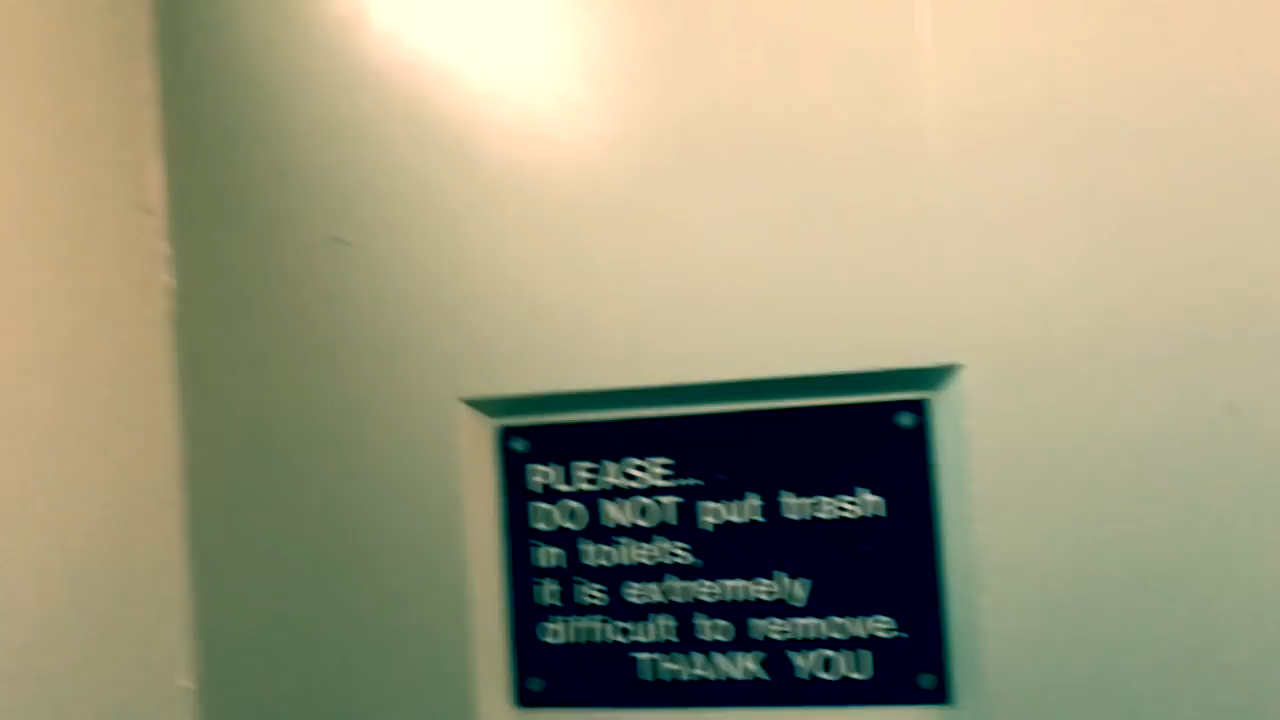 PLEASE...
DO NOT put trash
in toilets.
it is extremely
difficult to remove.
THANK YOU